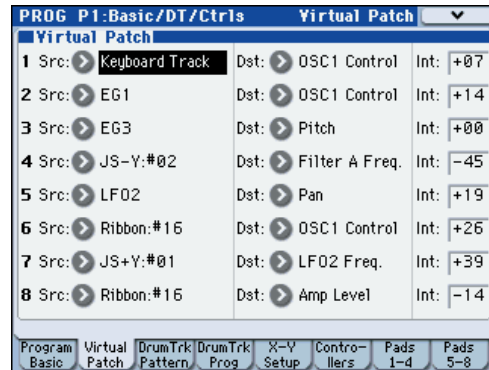 PROG P1:Basic/DT/Ctrls Virtual Patch
Virtual Patch
1 Src: Keyboard Track Dst: OSC1 Control Int: +07
2 Src: EG1 Dst: OSC1 Control Int: +14
3 Src: EG3 Dst: Pitch Int: +00
4 Src: JS-Y:#02 Dst: Filter A Freq. Int: -45
5 Src: LFO2 Dst: Pan Int: +19
6 Src: Ribbon:#16 Dst: OSC1 Control Int: +26
7 Src: JS+Y:#01 Dst: LFO2 Freq. Int: +39
8 Src: Ribbon:#16 Dst: Amp Level Int: -14
Program Virtual DrumTrk DrumTrk X-Y Contro- Pads Pads
Basic Patch Pattern Prog Setup llers 1-4 5-8